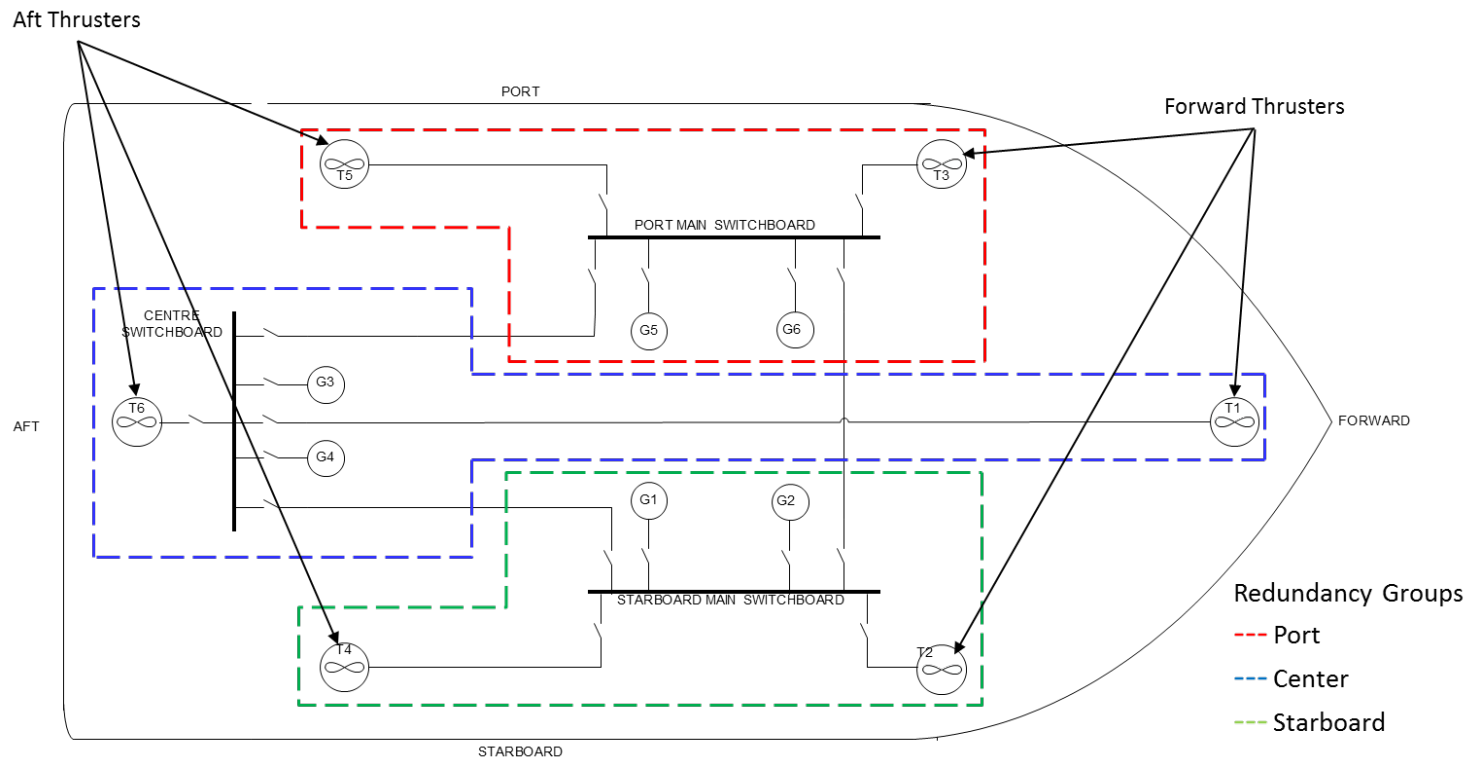 Aft Thrusters
PORT
Forward Thrusters
T5
T3
PORT MAIN SWITCHBOARD
CENTRE
SWITCHBOARD
G5
G6
G3
T6
T1
AFT
FORWARD
G4
G1
G2
STARBOARD MAIN SWITCHBOARD
T4
T2
Redundancy Groups
Port
Center
Starboard
STARBOARD